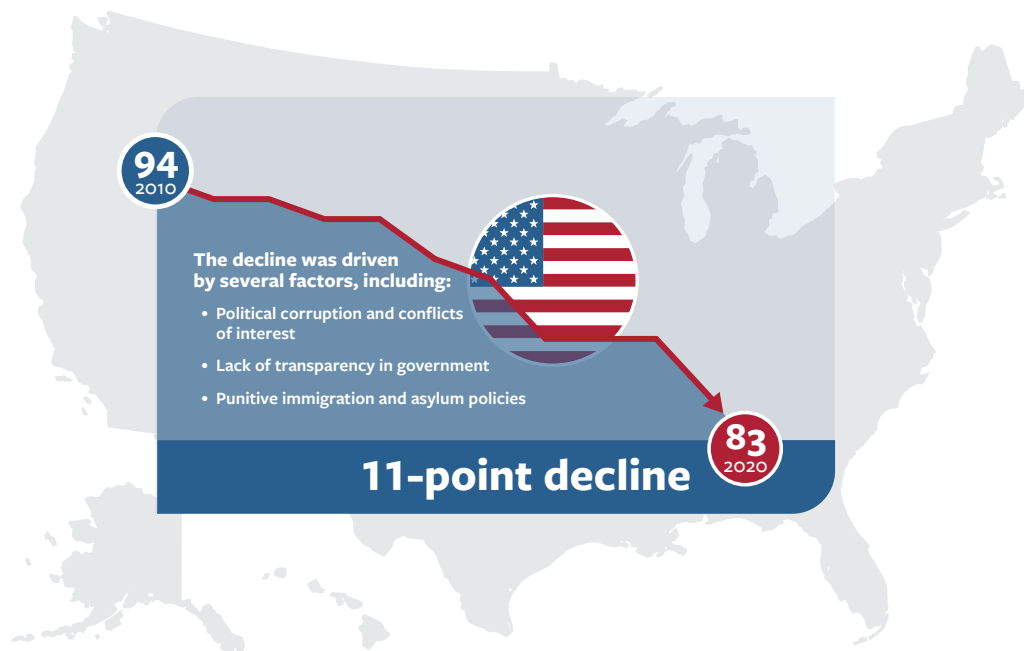 94
2010
The decline was driven
by several factors, including:
• Political corruption and conflicts
of interest
• Lack of transparency in government
• Punitive immigration and asylum policies
83
2020
11-point decline